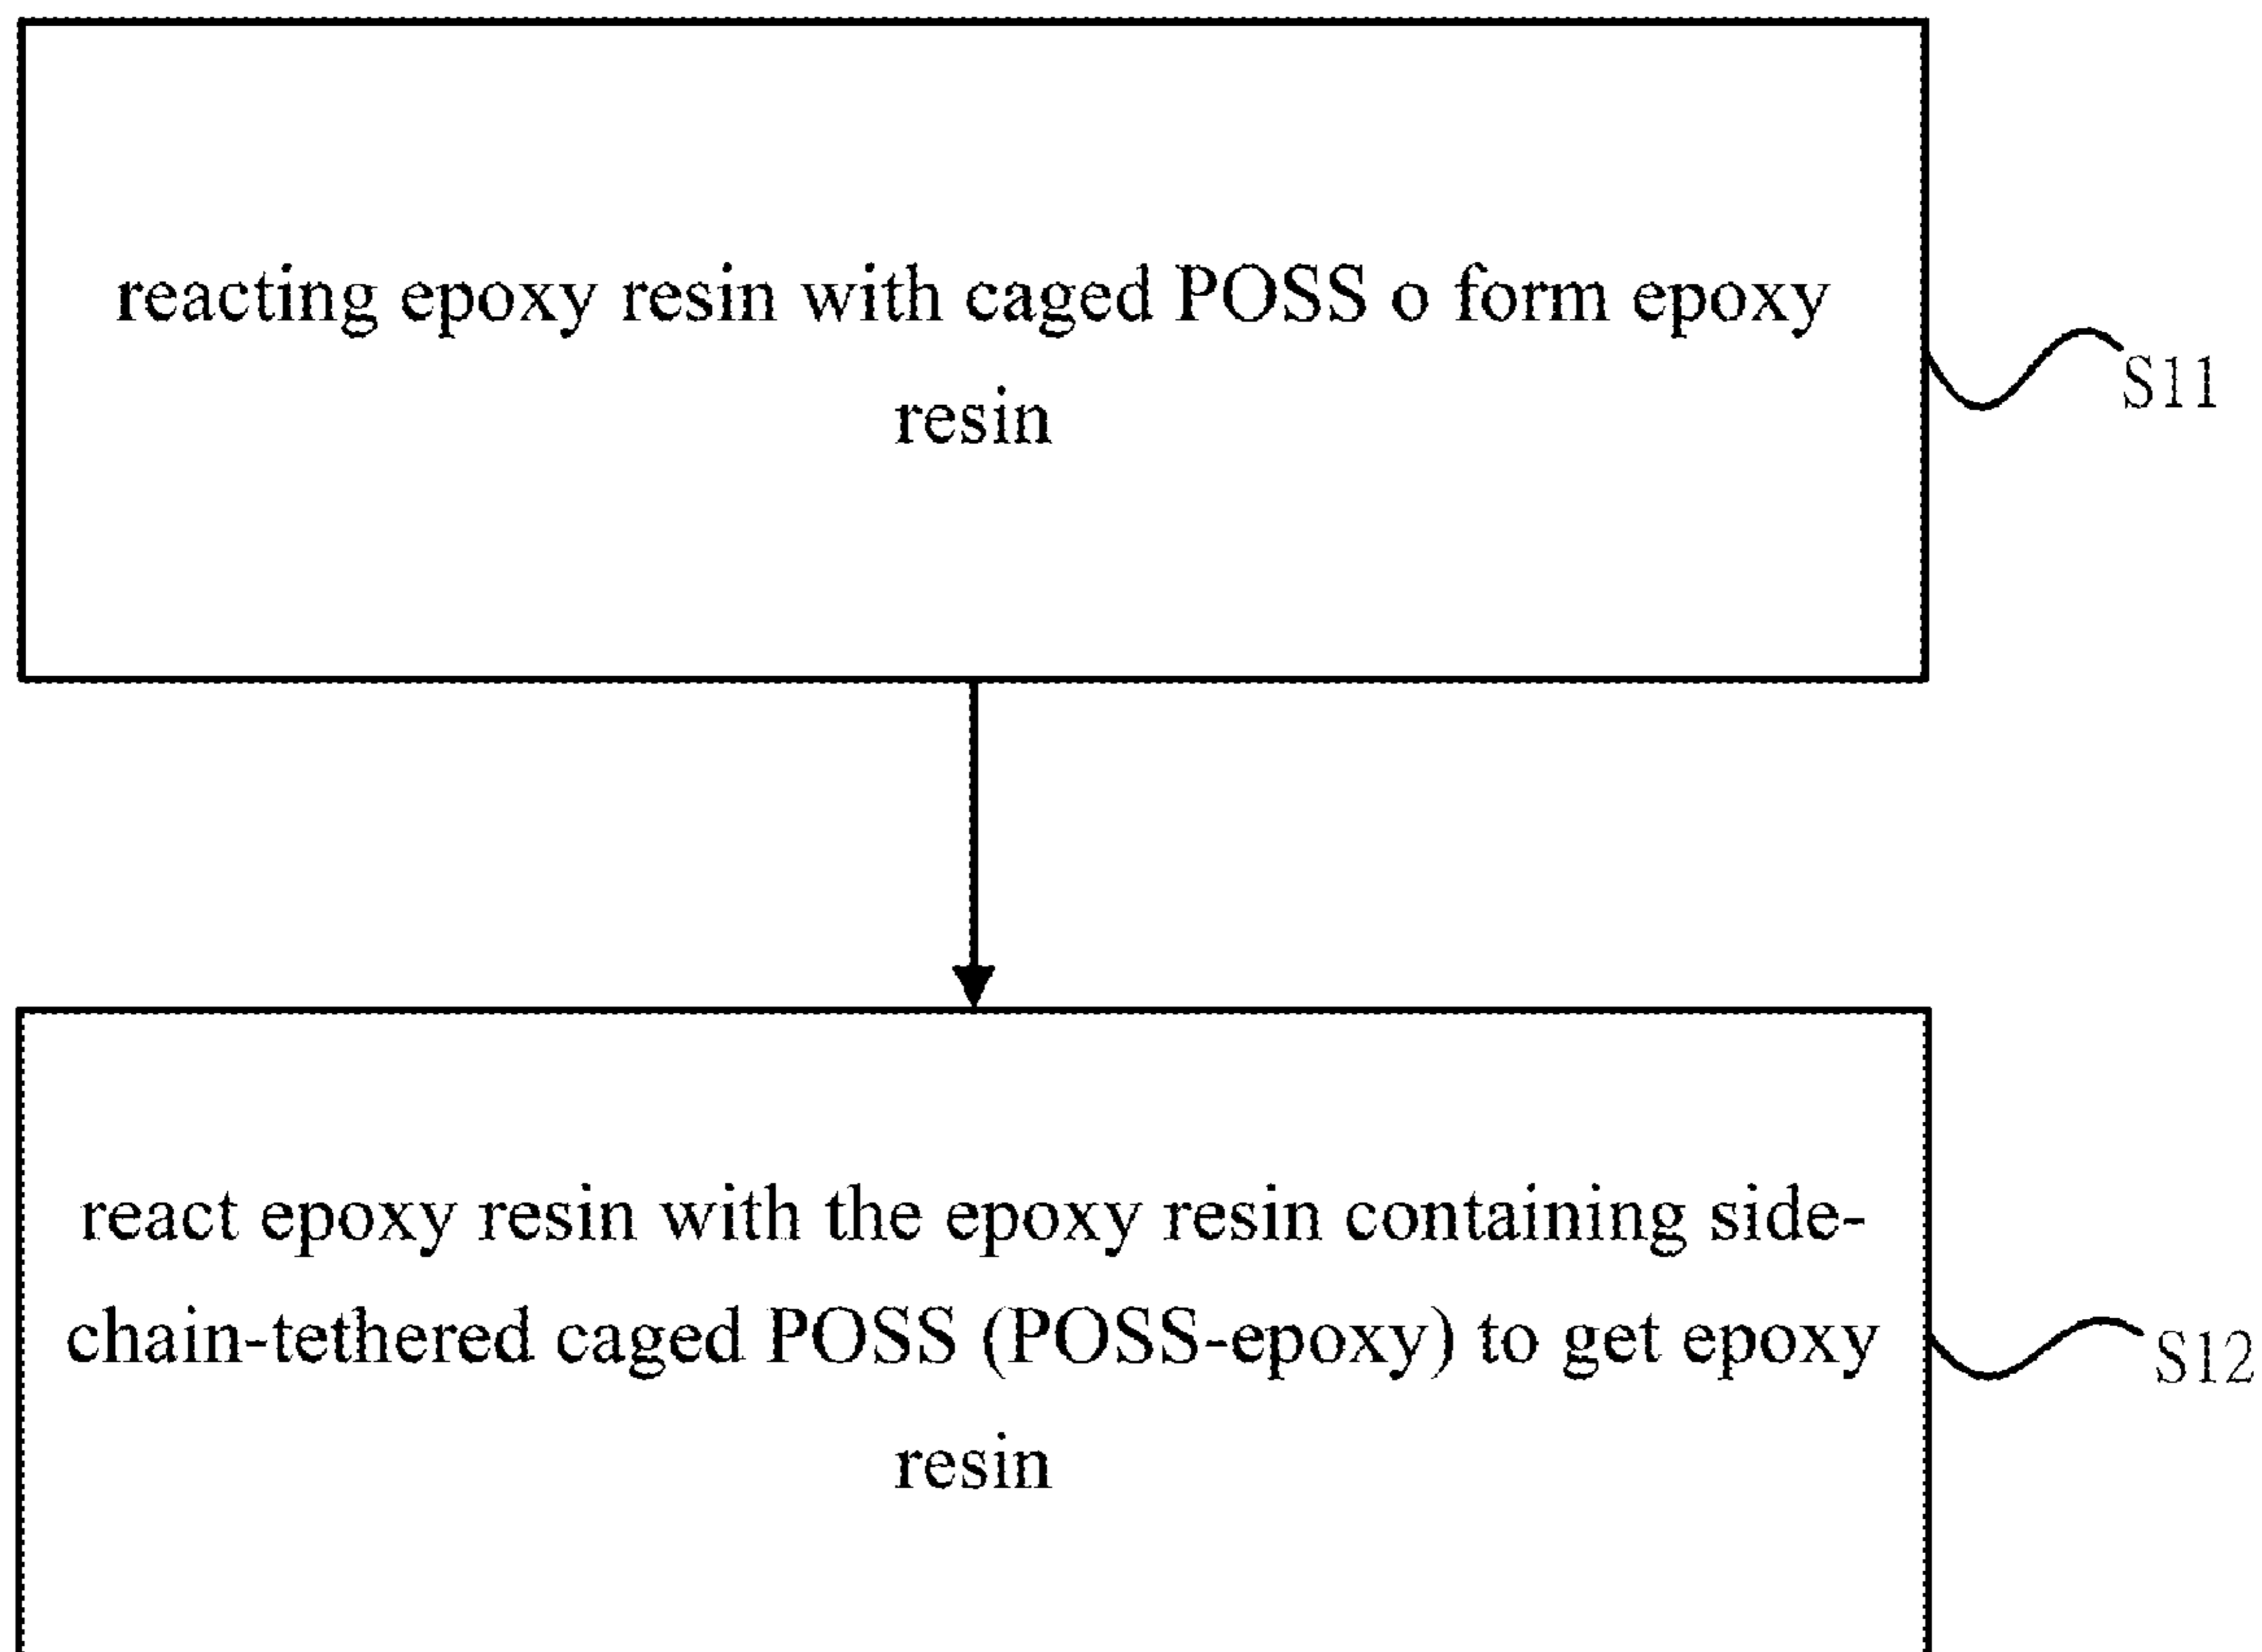 reacting epoxy resin with caged POSS o form epoxy
resin
S11
react epoxy resin with the epoxy resin containing side-
chain-tethered caged POSS (POSS-epoxy) to get epoxy
resin
S12